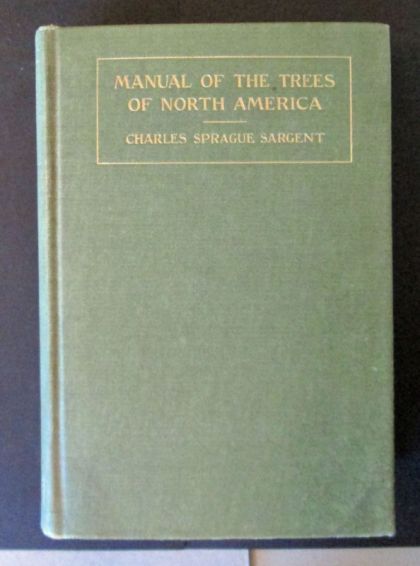 MANUAL OF THE TREES
OF NORTH AMERICA
CHARLES SPRAGUE SARGENT